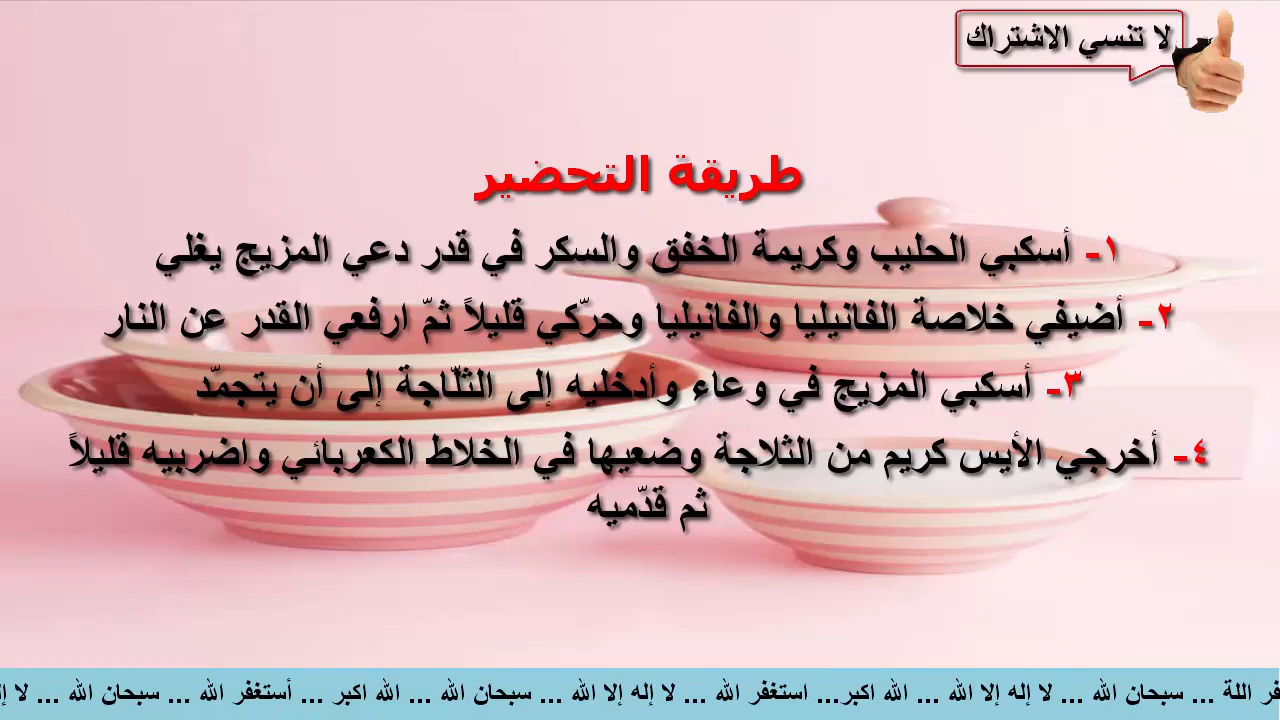 لا تنسي الاشتراك
طريقة التحضير
١- أسكبي الحليب وكريمة الخفق والسكر في قدر دعي المزيج يغلي
٢- أضيفي خلاصة الفانيليا والفانيليا وحرّكي قليلاً ثمّ ارفعي القدر عن النار
٣- أسكبي المزيج في وعاء وأدخليه إلى الثلّاجة إلى أن يتجمّد
٤- أخرجي الأيس كريم من الثلاجة وضعيها في الخلاط الكعربائي واضربيه قليلاً
ثم قدّميه
اللة ... سبحان الله ... لا إله إلا الله ... الله اكبر... استغفر الله ... لا إله إلا الله ... سبحان الله ... الله اكبر ... أستغفر الله ... سبحان الله ... لا